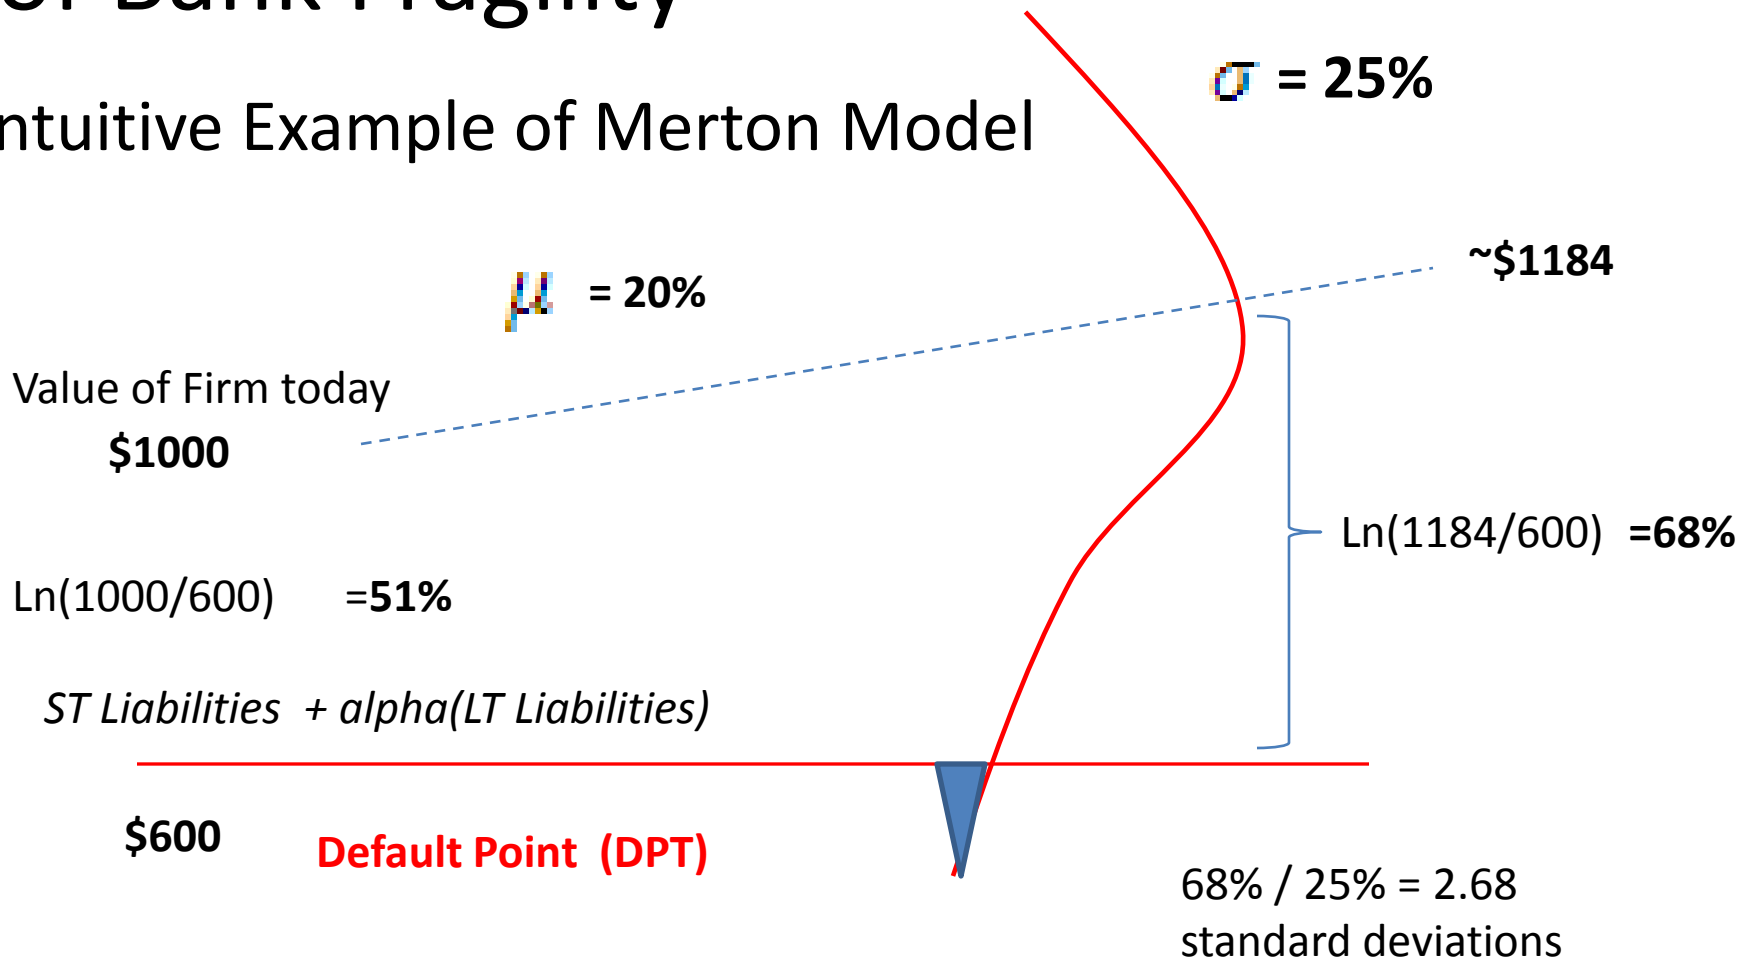 Intuitive Example of Merton Model
σ = 25%
~$1184
μ = 20%
Value of Firm today
$1000
Ln(1184/600) =68%
Ln(1000/600) =51%
ST Liabilities + alpha(LT Liabilities)
$600
Default Point (DPT)
68% / 25% = 2.68
standard deviations